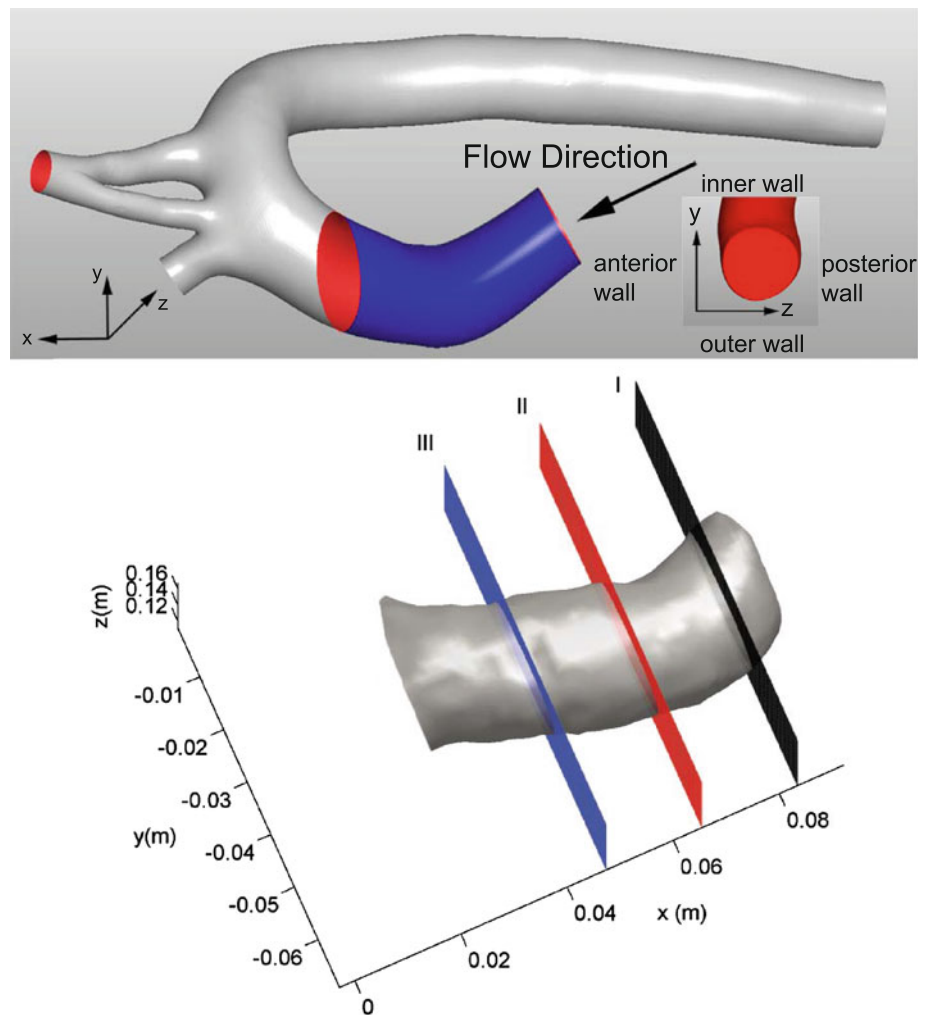 Flow Direction
inner wall
y
anterior
wall
posterior
wall
z
outer wall
y
z
x
I
II
III
0.16
0.14
0.12
z(m)
-0.01
-0.02
-0.03
y(m)
-0.04
-0.05
-0.06
0.08
0.06
0.04
x (m)
0.02
0